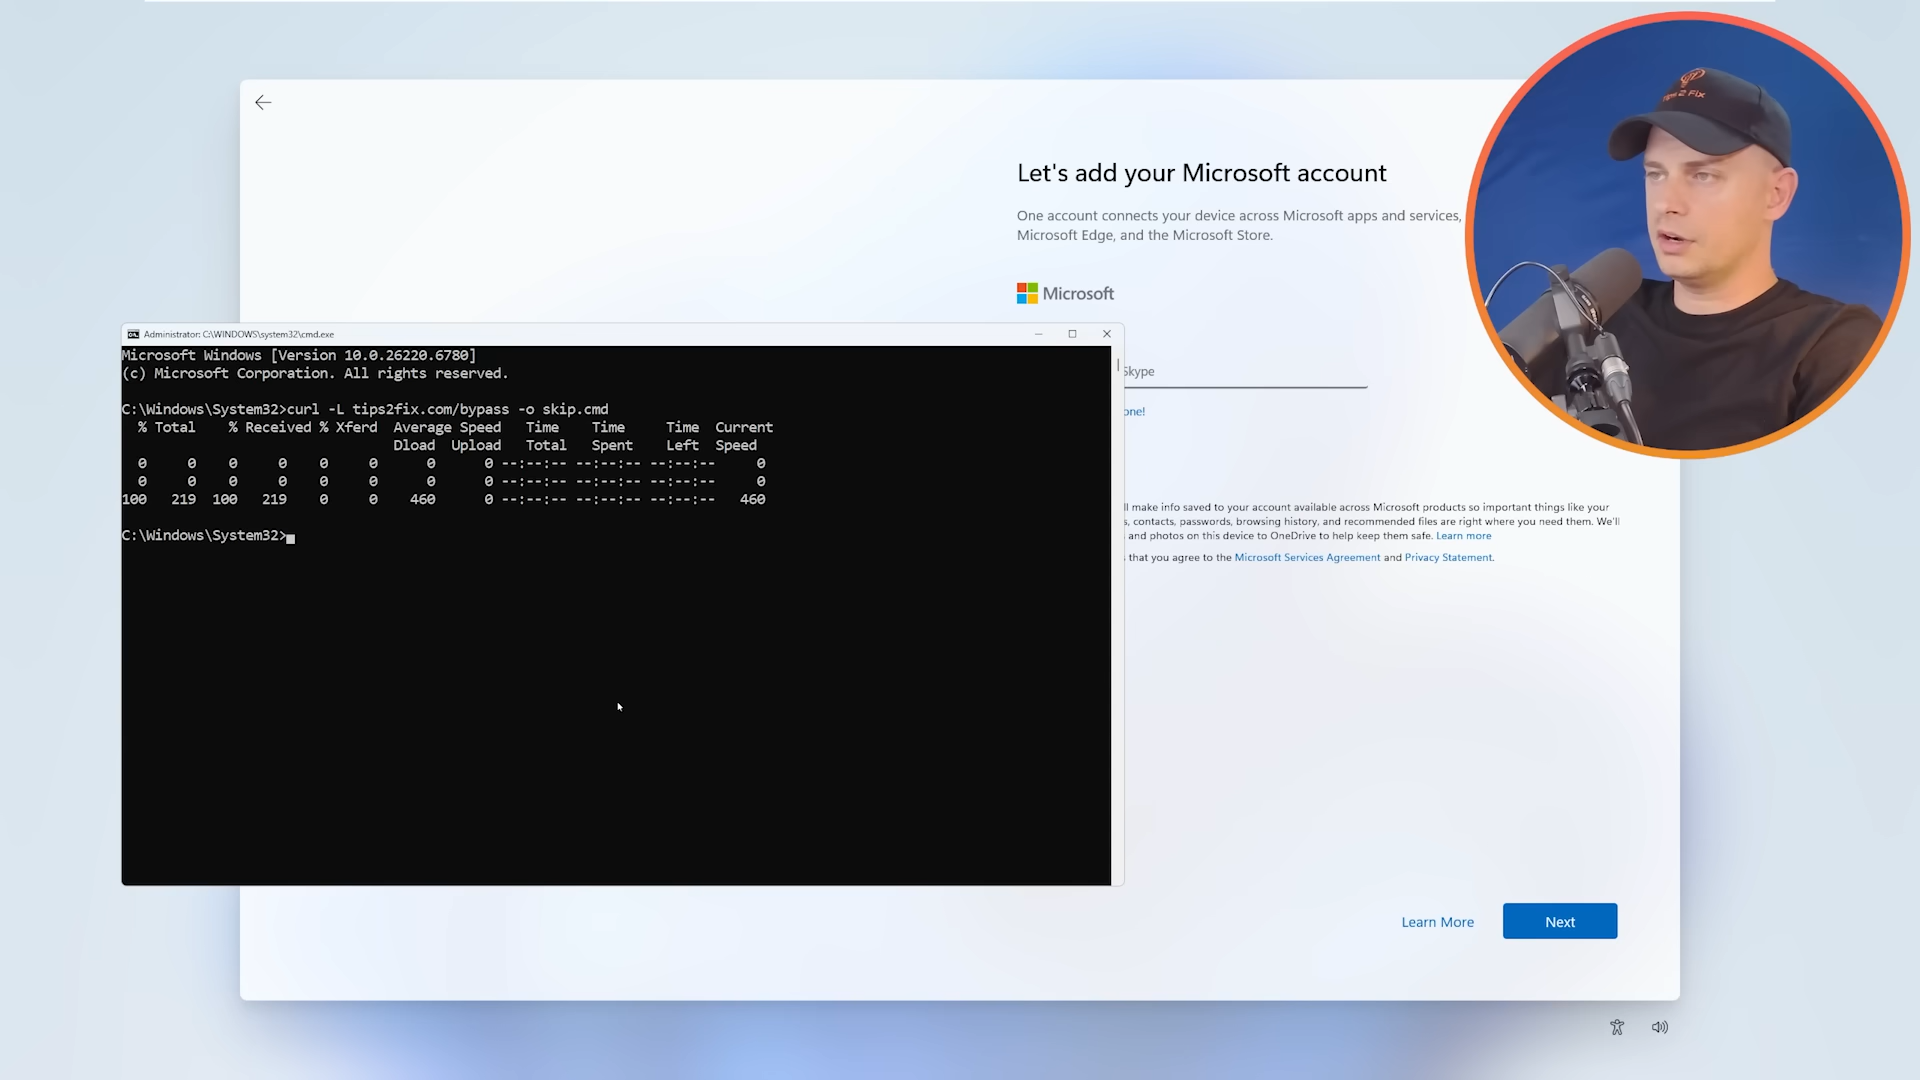 Let's add your Microsoft account
One account connects your device across Microsoft apps and services,
Microsoft Edge, and the Microsoft Store.
Microsoft
Tips 2 Fix
Administrator: C:\WINDOWS\system32\cmd.exe
Microsoft Windows [Version 10.0.26220.6780]
(c) Microsoft Corporation. All rights reserved.
C:\Windows\System32>curl -L tips2fix.com/bypass -o skip.cmd
% Total % Received % Xferd Average Speed Time Time Time Current
Dload Upload Total Spent Left Speed
0 0 0 0 0 0 0 0 --:--:-- --:--:-- --:--:-- 0
0 0 0 0 0 0 0 0 --:--:-- --:--:-- --:--:-- 0
100 219 100 219 0 0 460 0 --:--:-- --:--:-- --:--:-- 460
C:\Windows\System32>
Skype
one!
ll make info saved to your account available across Microsoft products so important things like your
s, contacts, passwords, browsing history, and recommended files are right where you need them. We'll
and photos on this device to OneDrive to help keep them safe. Learn more
that you agree to the Microsoft Services Agreement and Privacy Statement.
Learn More
Next